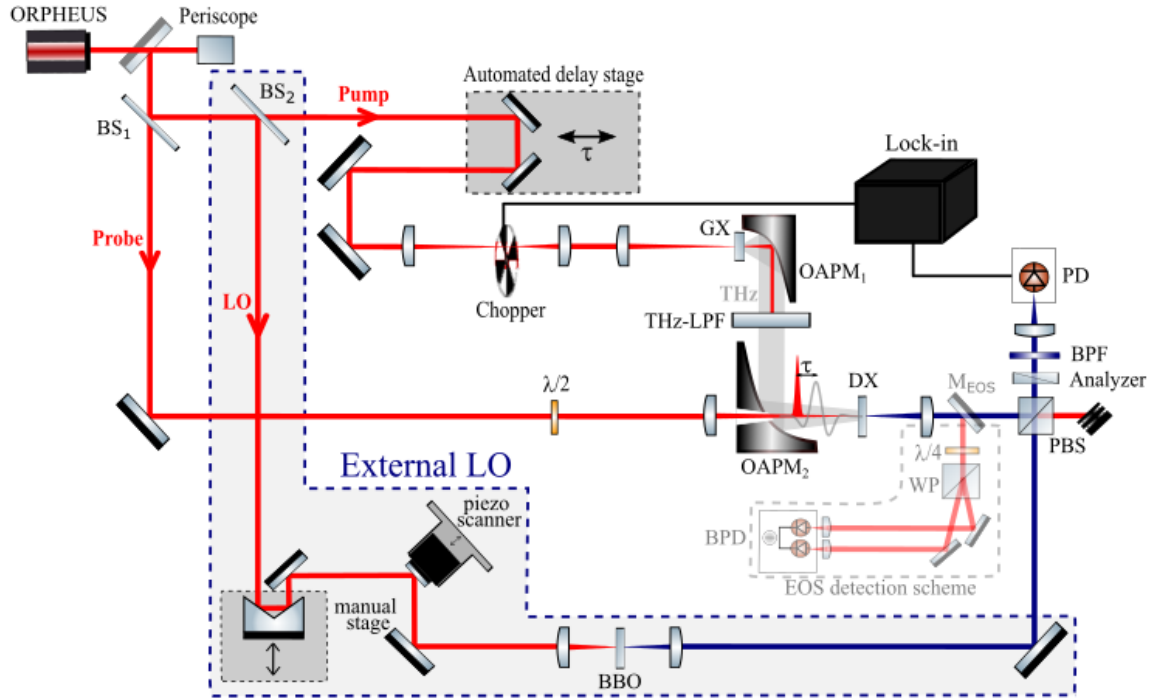 ORPHEUS
Periscope
BS₁
BS₂
Pump
Automated delay stage
τ
Probe
LO
Chopper
Lock-in
GX
OAPM₁
THz
THz-LPF
PD
BPF
Analyzer
PBS
λ/2
τ
DX
M_EOS
OAPM₂
λ/4
WP
BPD
EOS detection scheme
External LO
piezo
scanner
manual
stage
BBO